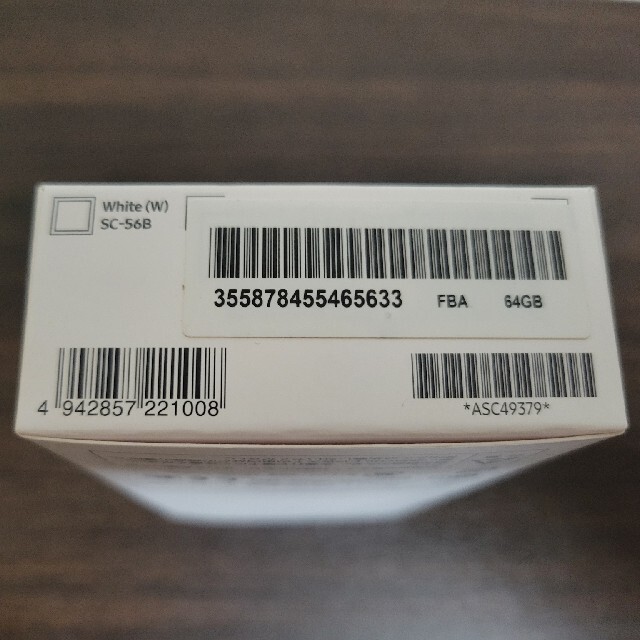 White (W)
SC-56B
355878455465633 FBA 64GB
4 942857 221008
*ASC49379*